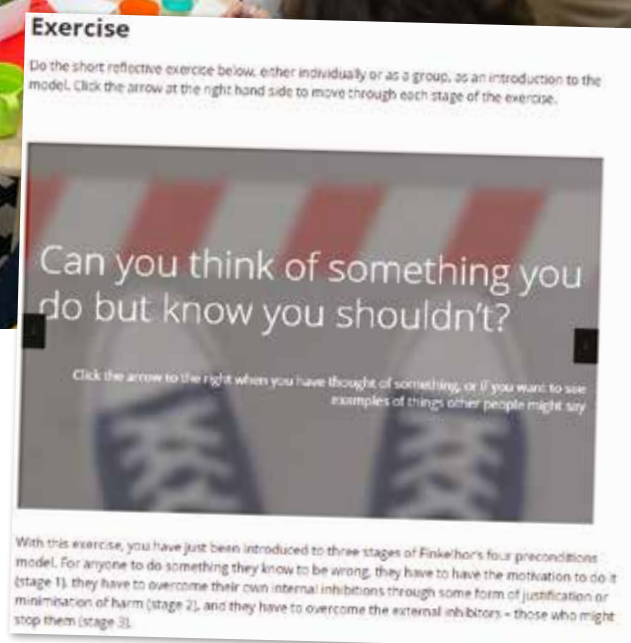 Exercise
Do the short reflective exercise below, either individually or as a group, as an introduction to the
model. Click the arrow at the right hand side to move through each stage of the exercise.
Can you think of something you
do but know you shouldn't?
Click the arrow to the right when you have thought of something, or if you want to see
examples of things other people might say
With this exercise, you have just been introduced to three stages of Finkelhor's four preconditions
model. For anyone to do something they know to be wrong, they have to have the motivation to do it
(stage 1), they have to overcome their own internal inhibitions through some form of justification or
minimisation of harm (stage 2), and they have to overcome the external inhibitors – those who might
stop them (stage 3).